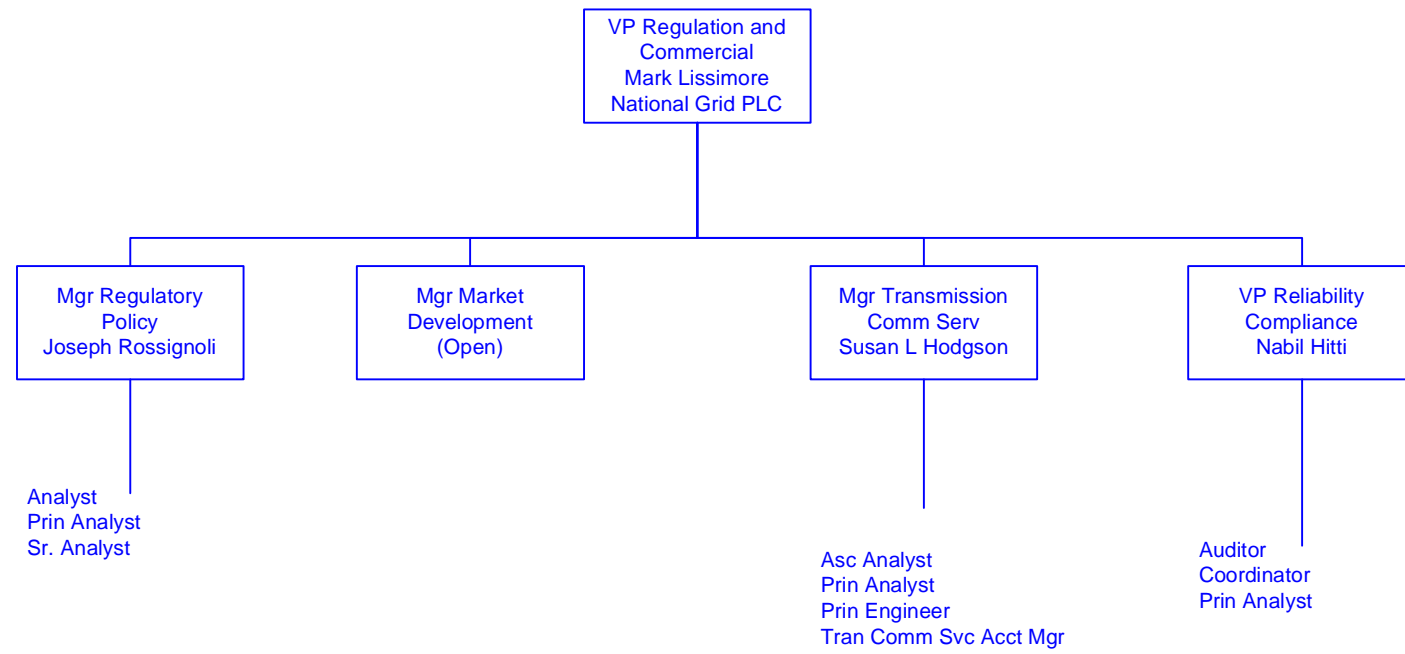 VP Regulation and
Commercial
Mark Lissimore
National Grid PLC
Mgr Regulatory
Policy
Joseph Rossignoli
Mgr Market
Development
(Open)
Mgr Transmission
Comm Serv
Susan L Hodgson
VP Reliability
Compliance
Nabil Hitti
Analyst
Prin Analyst
Sr. Analyst
Asc Analyst
Prin Analyst
Prin Engineer
Tran Comm Svc Acct Mgr
Auditor
Coordinator
Prin Analyst